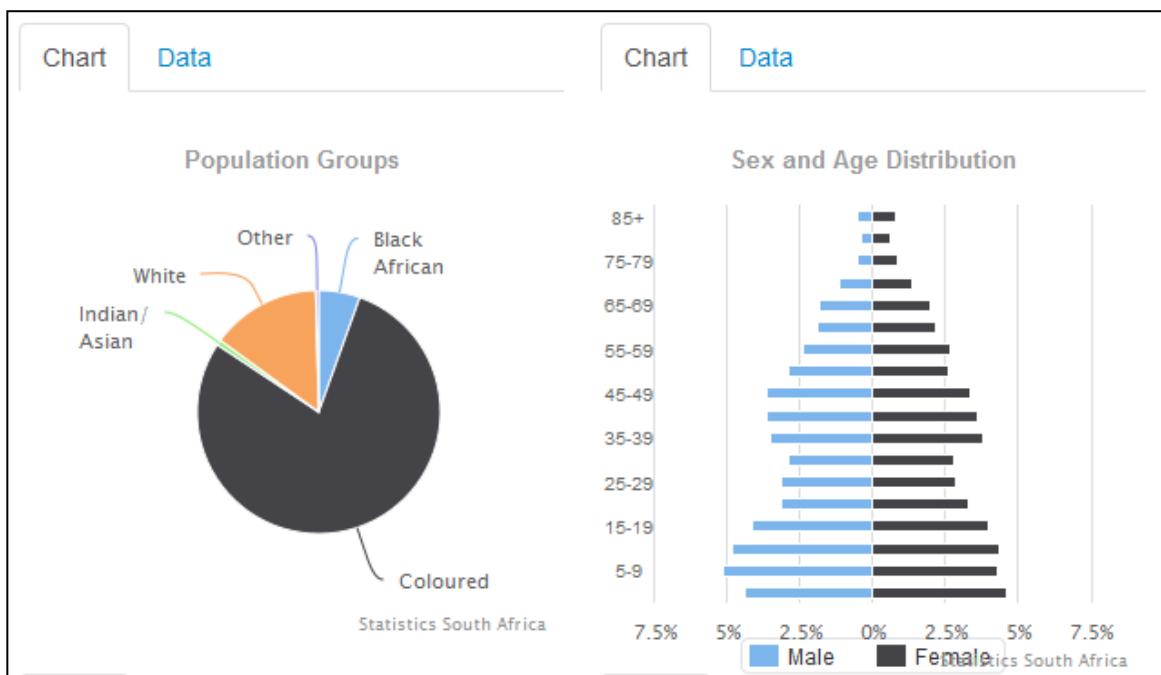 Chart Data
Population Groups
Other
Black
African
White
Indian/
Asian
Coloured
Statistics South Africa
Chart Data
Sex and Age Distribution
85+
75-79
65-69
55-59
45-49
35-39
25-29
15-19
5-9
7.5% 5% 2.5% 0% 2.5% 5% 7.5%
Male Female
Statistics South Africa